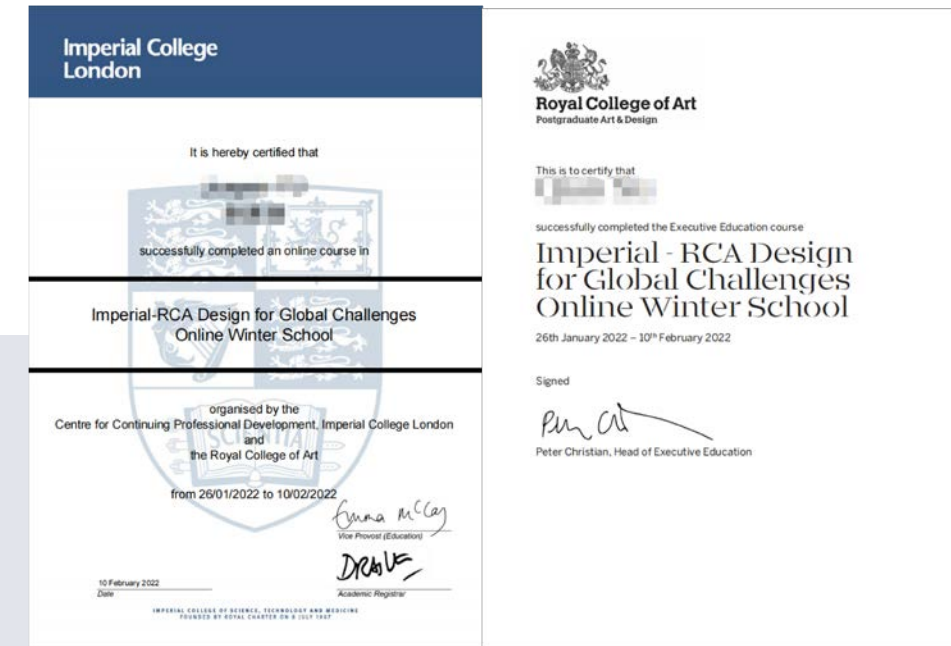 Imperial College
London
It is hereby certified that
successfully completed an online course in
Imperial-RCA Design for Global Challenges
Online Winter School
organised by the
Centre for Continuing Professional Development, Imperial College London
and
the Royal College of Art
SCIENTIA
from 26/01/2022 to 10/02/2022
Emma McCoy
Vice Provost (Education)
10 February 2022
Date
Academic Registrar
IMPERIAL COLLEGE OF SCIENCE, TECHNOLOGY AND MEDICINE
FOUNDED BY ROYAL CHARTER ON 8 JULY 1907
Royal College of Art
Postgraduate Art & Design
This is to certify that
successfully completed the Executive Education course
Imperial - RCA Design
for Global Challenges
Online Winter School
26th January 2022 – 10th February 2022
Signed
Peter Christian, Head of Executive Education